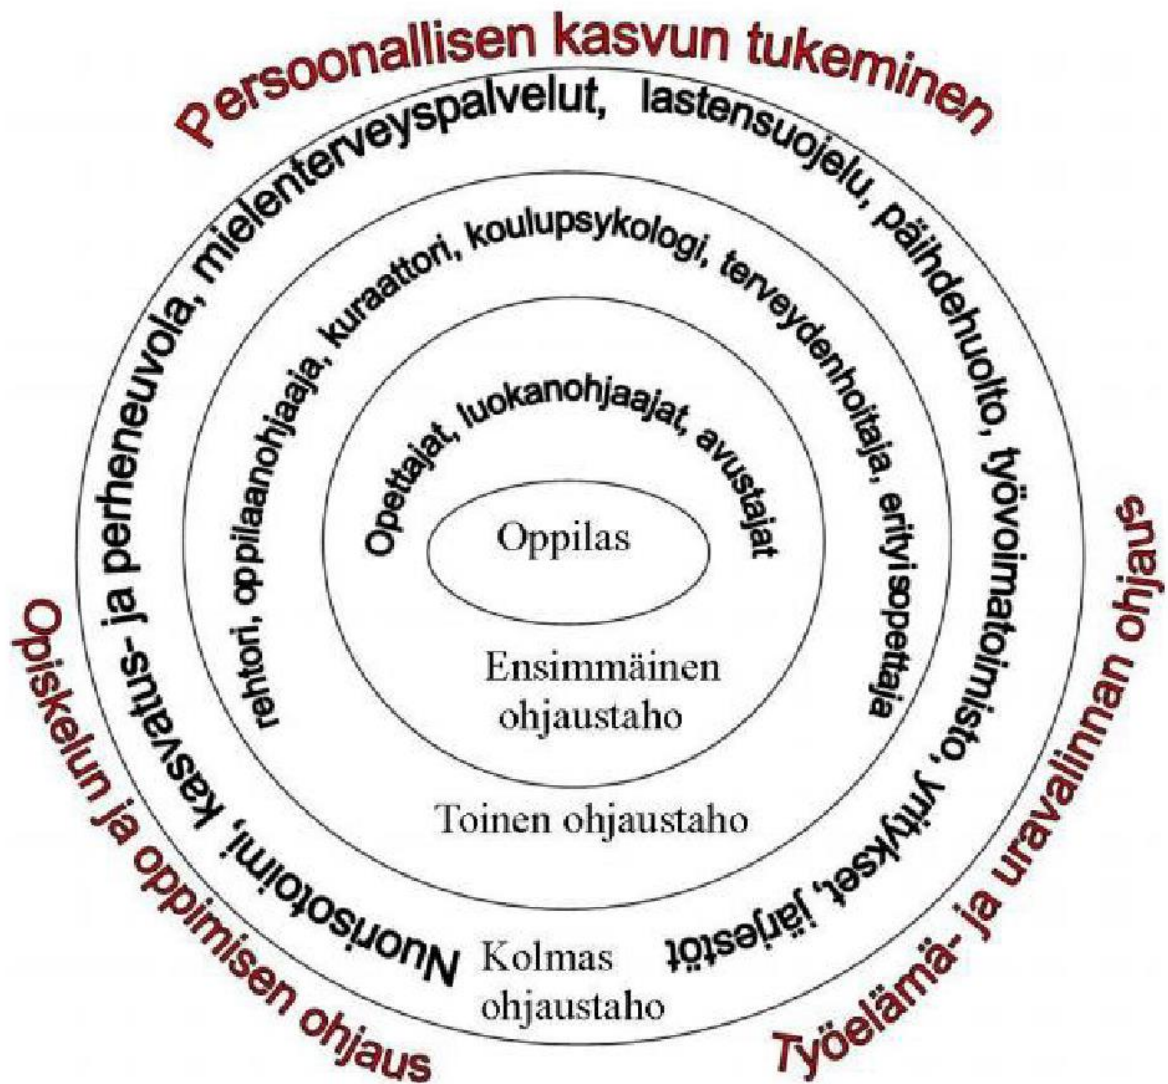 Persoonallisen kasvun tukeminen
Nuorisotoimi, kasvatus- ja perheneuvola, mielenterveyspalvelut, lastensuojelu, päihdehuolto, työvoimatoimisto, yritykset, järjestöt
rehtori, oppilaanohjaaja, kuraattori, koulupsykologi, terveydenhoitaja, erityisopettaja
Opettajat, luokanohjaajat, avustajat
Oppilas
Ensimmäinen
ohjaustaho
Toinen ohjaustaho
Kolmas
ohjaustaho
Opiskelun ja oppimisen ohjaus
Työelämä- ja uravalinnan ohjaus